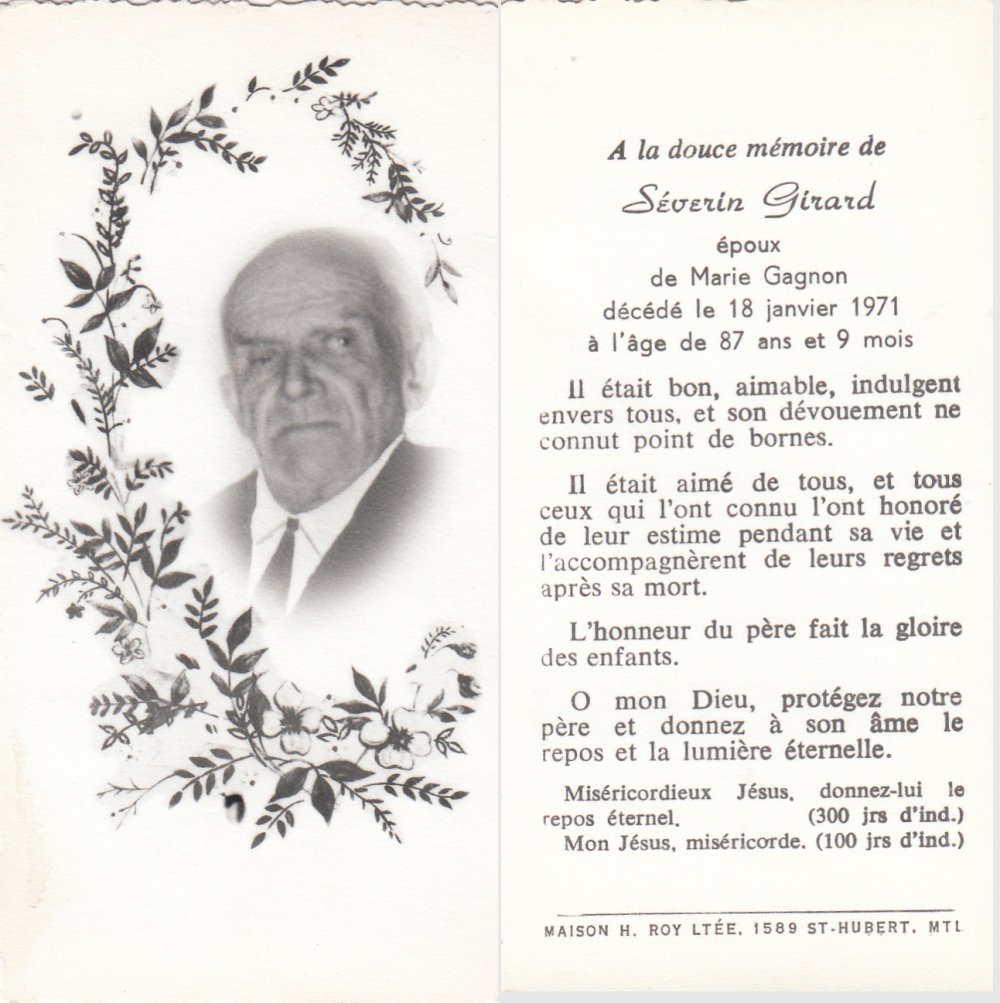 A la douce mémoire de
Séverin Girard
époux
de Marie Gagnon
décédé le 18 janvier 1971
à l'âge de 87 ans et 9 mois
Il était bon, aimable, indulgent
envers tous, et son dévouement ne
connut point de bornes.
Il était aimé de tous, et tous
ceux qui l'ont connu l'ont honoré
de leur estime pendant sa vie et
l'accompagnèrent de leurs regrets
après sa mort.
L'honneur du père fait la gloire
des enfants.
O mon Dieu, protégez notre
père et donnez à son âme le
repos et la lumière éternelle.
Miséricordieux Jésus, donnez-lui le
repos éternel. (300 jrs d'ind.)
Mon Jésus, miséricorde. (100 jrs d'ind.)
MAISON H. ROY LTÉE, 1589 ST-HUBERT, MTL